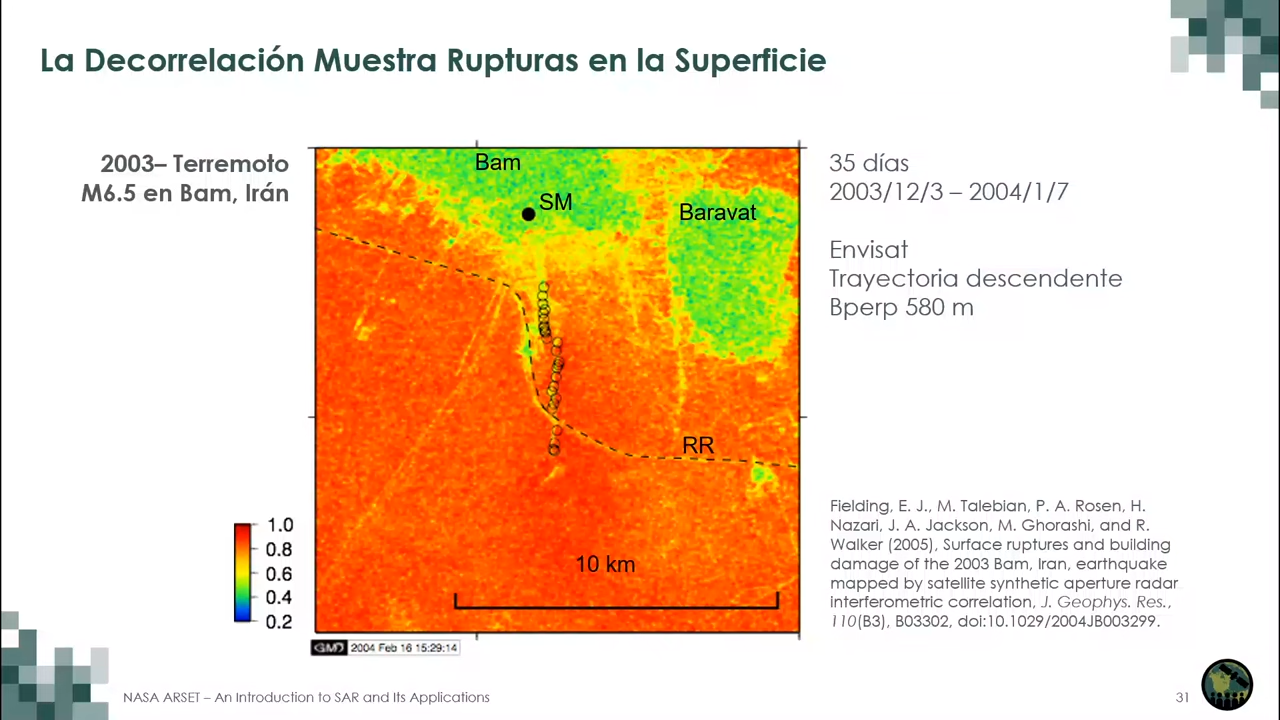 La Decorrelación Muestra Rupturas en la Superficie
2003– Terremoto
M6.5 en Bam, Irán
Bam
SM
Baravat
RR
10 km
1.0
0.8
0.6
0.4
0.2
GMT 2004 Feb 16 15:29:14
35 días
2003/12/3 – 2004/1/7
Envisat
Trayectoria descendente
Bperp 580 m
Fielding, E. J., M. Talebian, P. A. Rosen, H.
Nazari, J. A. Jackson, M. Ghorashi, and R.
Walker (2005), Surface ruptures and building
damage of the 2003 Bam, Iran, earthquake
mapped by satellite synthetic aperture radar
interferometric correlation, J. Geophys. Res.,
110(B3), B03302, doi:10.1029/2004JB003299.
NASA ARSET – An Introduction to SAR and Its Applications
31